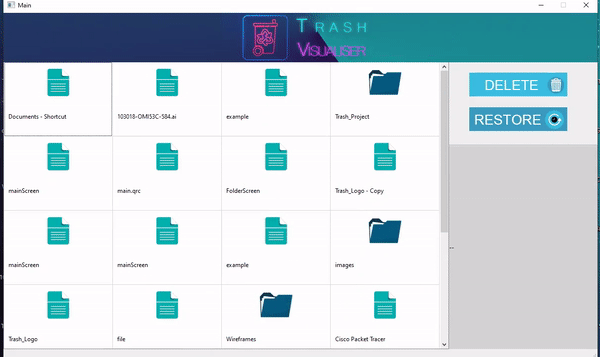 Main
TRASH
VISUALISER
DELETE
RESTORE
Documents - Shortcut
103018-OMI53C-584.ai
example
Trash_Project
mainScreen
main.qrc
FolderScreen
Trash_Logo - Copy
mainScreen
mainScreen
example
images
Trash_Logo
file
Wireframes
Cisco Packet Tracer